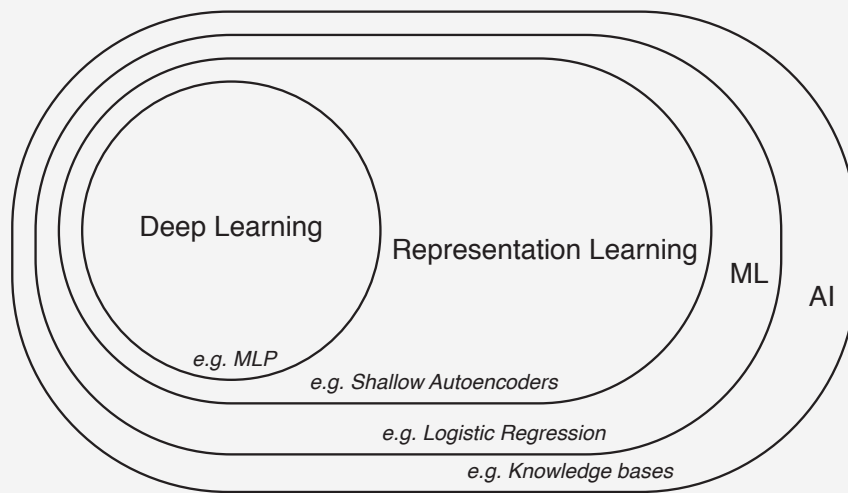 Deep Learning
Representation Learning
ML
AI
e.g. MLP
e.g. Shallow Autoencoders
e.g. Logistic Regression
e.g. Knowledge bases